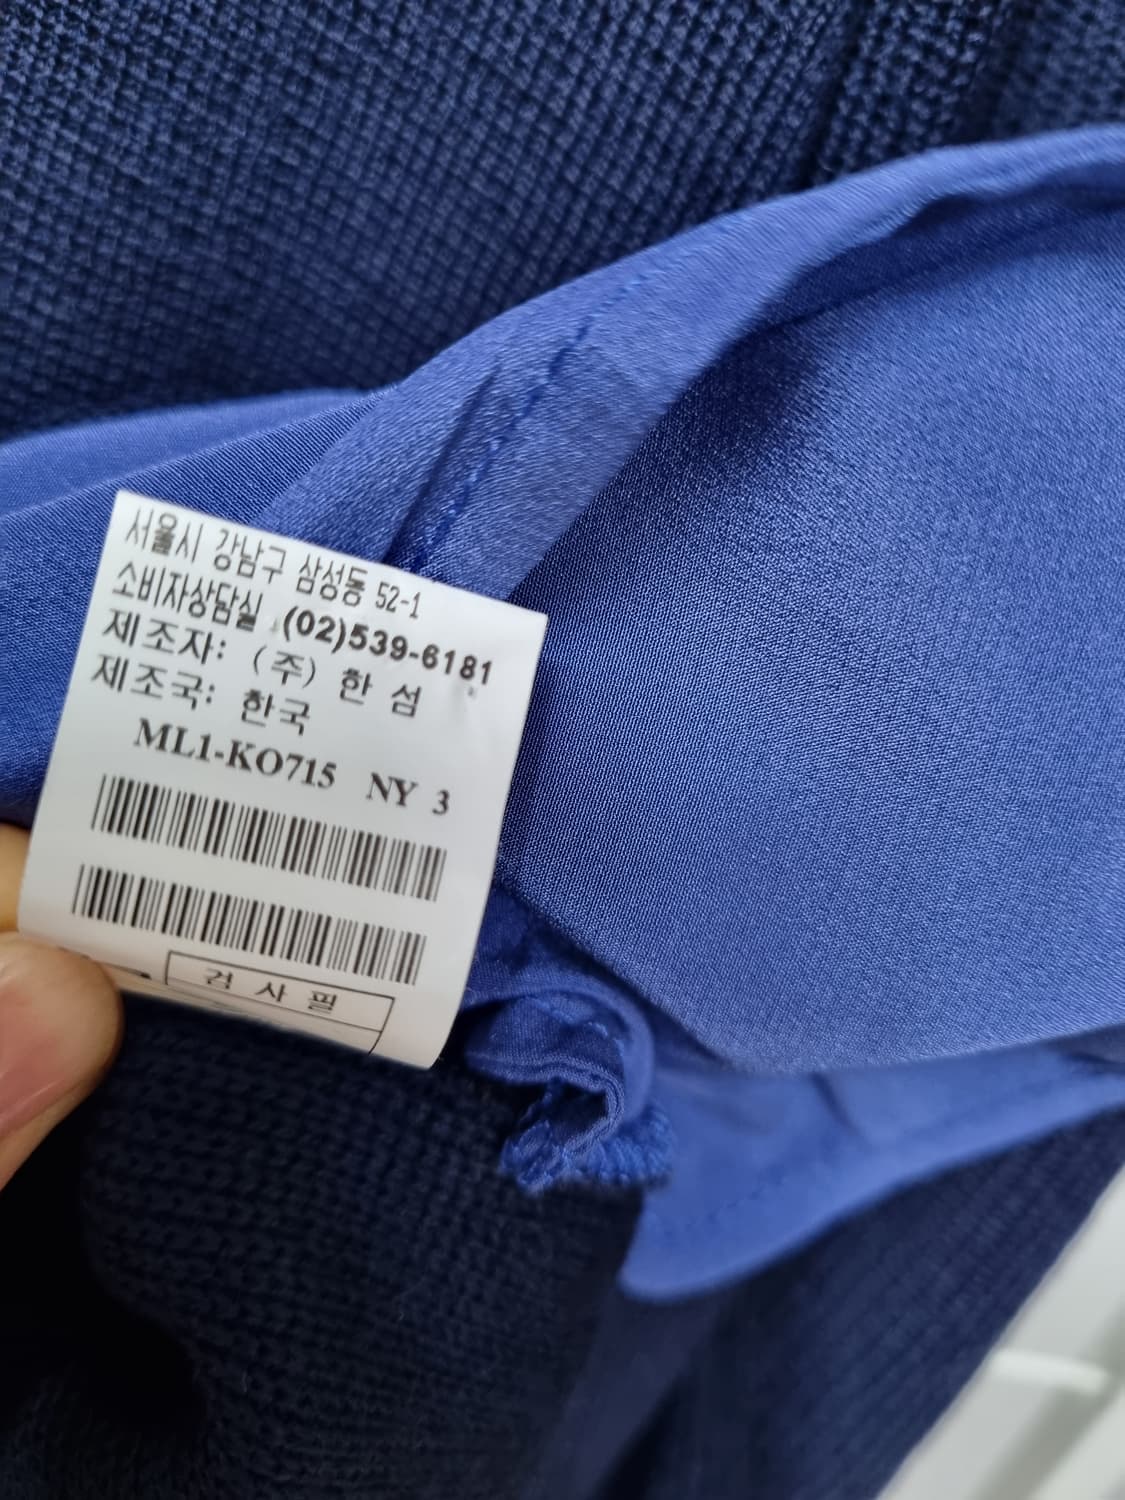 서울시 강남구 삼성동 52-1
소비자상담실 (02)539-6181
제조자: (주) 한 섬
제조국: 한국
ML1-KO715 NY 3
검 사 필